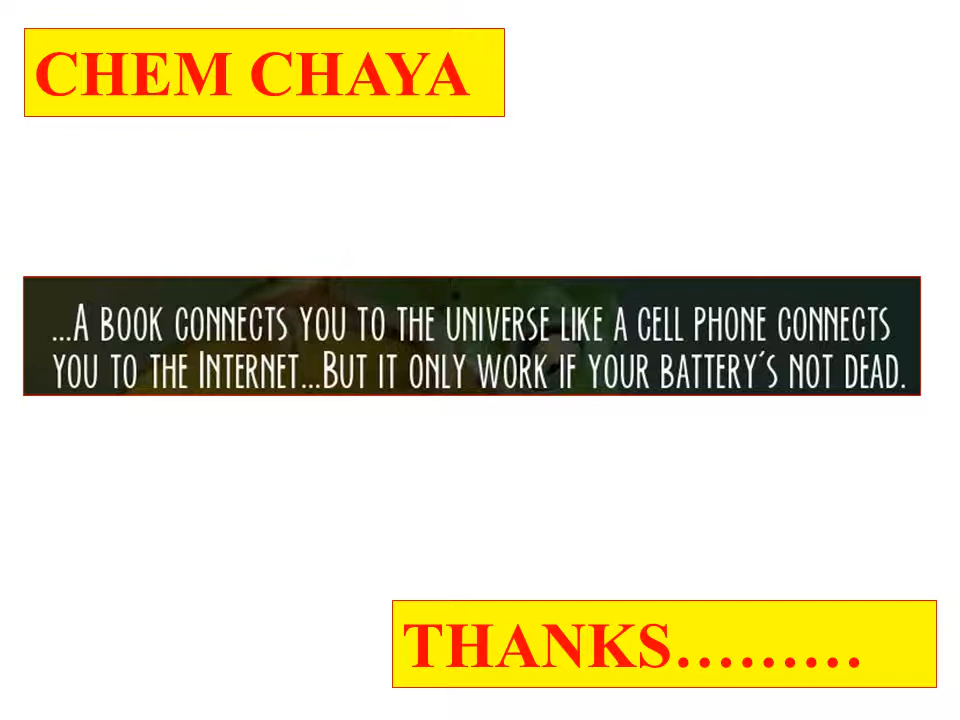 CHEM CHAYA
...A BOOK CONNECTS YOU TO THE UNIVERSE LIKE A CELL PHONE CONNECTS
YOU TO THE INTERNET...BUT IT ONLY WORK IF YOUR BATTERY´S NOT DEAD.
THANKS………